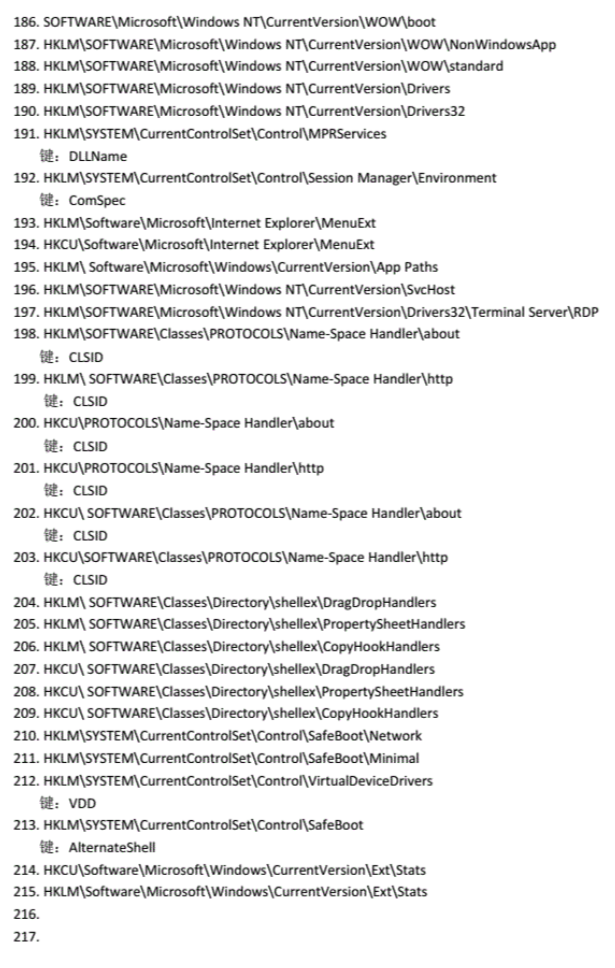 186. SOFTWARE\Microsoft\Windows NT\CurrentVersion\WOW\boot
187. HKLM\SOFTWARE\Microsoft\Windows NT\CurrentVersion\WOW\NonWindowsApp
188. HKLM\SOFTWARE\Microsoft\Windows NT\CurrentVersion\WOW\standard
189. HKLM\SOFTWARE\Microsoft\Windows NT\CurrentVersion\Drivers
190. HKLM\SOFTWARE\Microsoft\Windows NT\CurrentVersion\Drivers32
191. HKLM\SYSTEM\CurrentControlSet\Control\MPRServices
键：DLLName
192. HKLM\SYSTEM\CurrentControlSet\Control\Session Manager\Environment
键：ComSpec
193. HKLM\Software\Microsoft\Internet Explorer\MenuExt
194. HKCU\Software\Microsoft\Internet Explorer\MenuExt
195. HKLM\ Software\Microsoft\Windows\CurrentVersion\App Paths
196. HKLM\SOFTWARE\Microsoft\Windows NT\CurrentVersion\SvcHost
197. HKLM\SOFTWARE\Microsoft\Windows NT\CurrentVersion\Drivers32\Terminal Server\RDP
198. HKLM\SOFTWARE\Classes\PROTOCOLS\Name-Space Handler\about
键：CLSID
199. HKLM\ SOFTWARE\Classes\PROTOCOLS\Name-Space Handler\http
键：CLSID
200. HKCU\PROTOCOLS\Name-Space Handler\about
键：CLSID
201. HKCU\PROTOCOLS\Name-Space Handler\http
键：CLSID
202. HKCU\ SOFTWARE\Classes\PROTOCOLS\Name-Space Handler\about
键：CLSID
203. HKCU\SOFTWARE\Classes\PROTOCOLS\Name-Space Handler\http
键：CLSID
204. HKLM\ SOFTWARE\Classes\Directory\shellex\DragDropHandlers
205. HKLM\ SOFTWARE\Classes\Directory\shellex\PropertySheetHandlers
206. HKLM\ SOFTWARE\Classes\Directory\shellex\CopyHookHandlers
207. HKCU\ SOFTWARE\Classes\Directory\shellex\DragDropHandlers
208. HKCU\ SOFTWARE\Classes\Directory\shellex\PropertySheetHandlers
209. HKCU\ SOFTWARE\Classes\Directory\shellex\CopyHookHandlers
210. HKLM\SYSTEM\CurrentControlSet\Control\SafeBoot\Network
211. HKLM\SYSTEM\CurrentControlSet\Control\SafeBoot\Minimal
212. HKLM\SYSTEM\CurrentControlSet\Control\VirtualDeviceDrivers
键：VDD
213. HKLM\SYSTEM\CurrentControlSet\Control\SafeBoot
键：AlternateShell
214. HKCU\Software\Microsoft\Windows\CurrentVersion\Ext\Stats
215. HKLM\Software\Microsoft\Windows\CurrentVersion\Ext\Stats
216.
217.